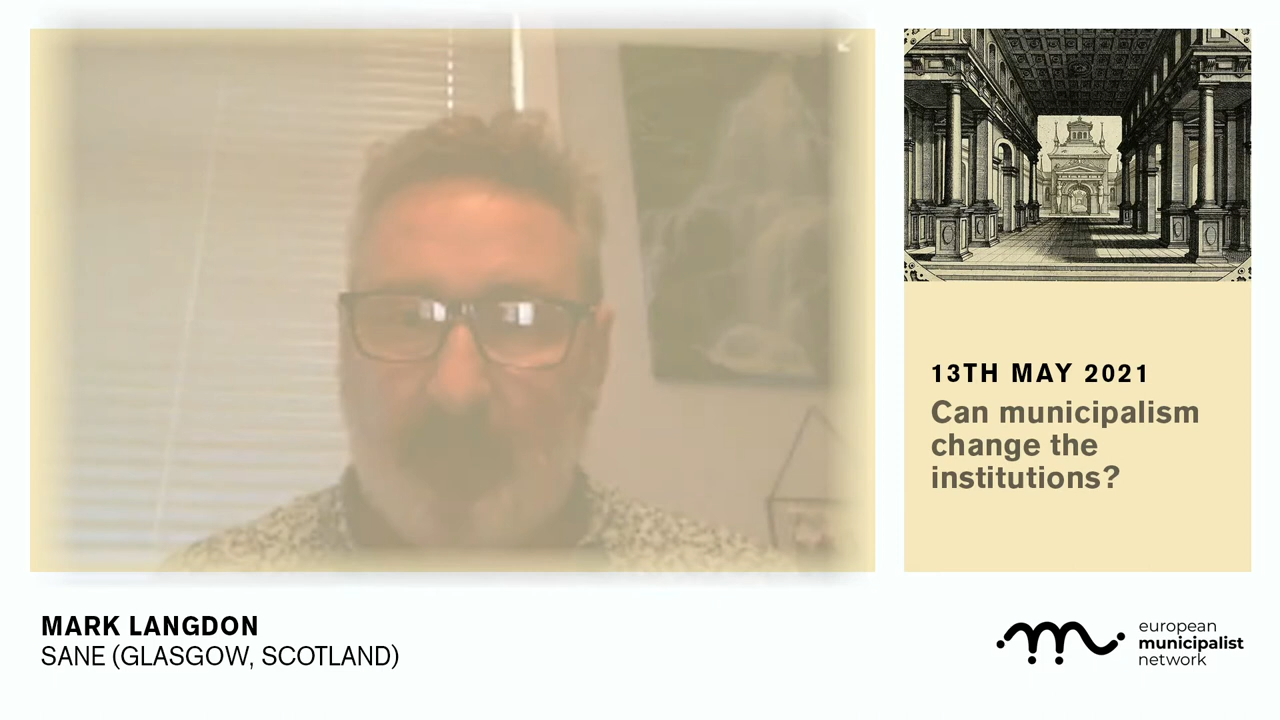 13TH MAY 2021
Can municipalism
change the
institutions?
MARK LANGDON
SANE (GLASGOW, SCOTLAND)
european
municipalist
network